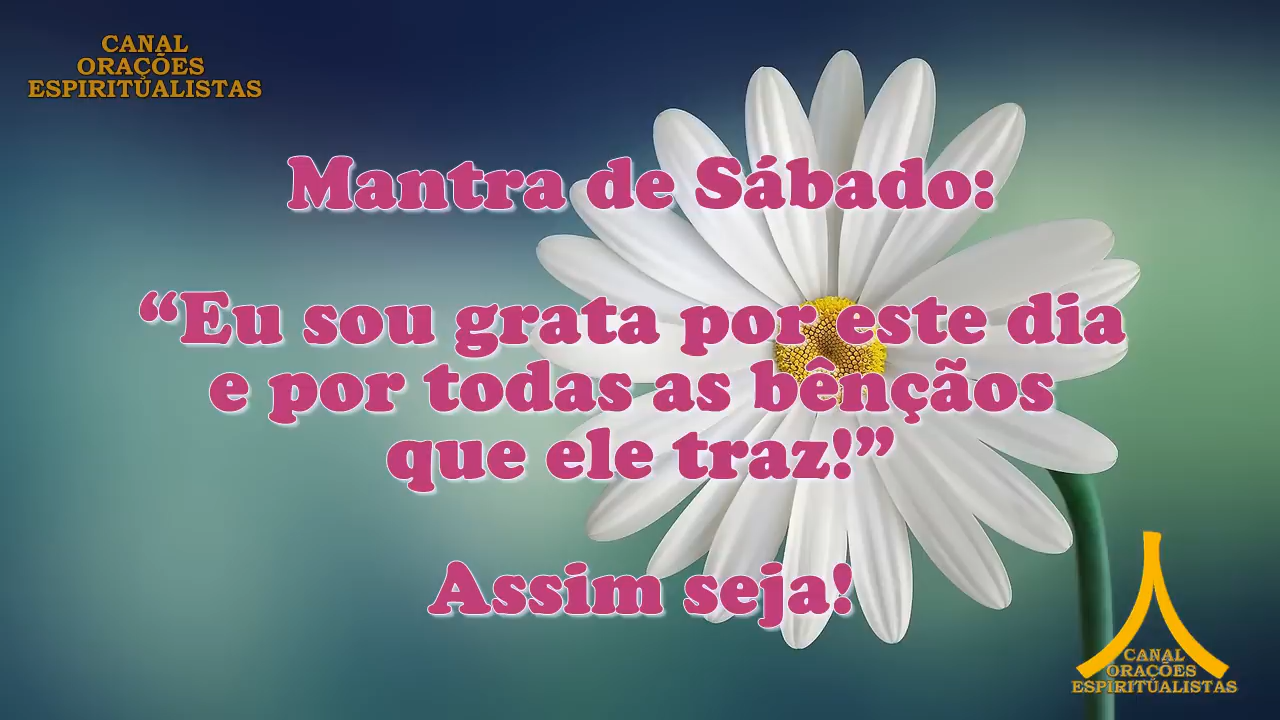 CANAL
ORAÇÕES
ESPIRITUALISTAS
Mantra de Sábado:
“Eu sou grata por este dia
e por todas as bênçãos
que ele traz!”
Assim seja!
CANAL
ORAÇÕES
ESPIRITUALISTAS